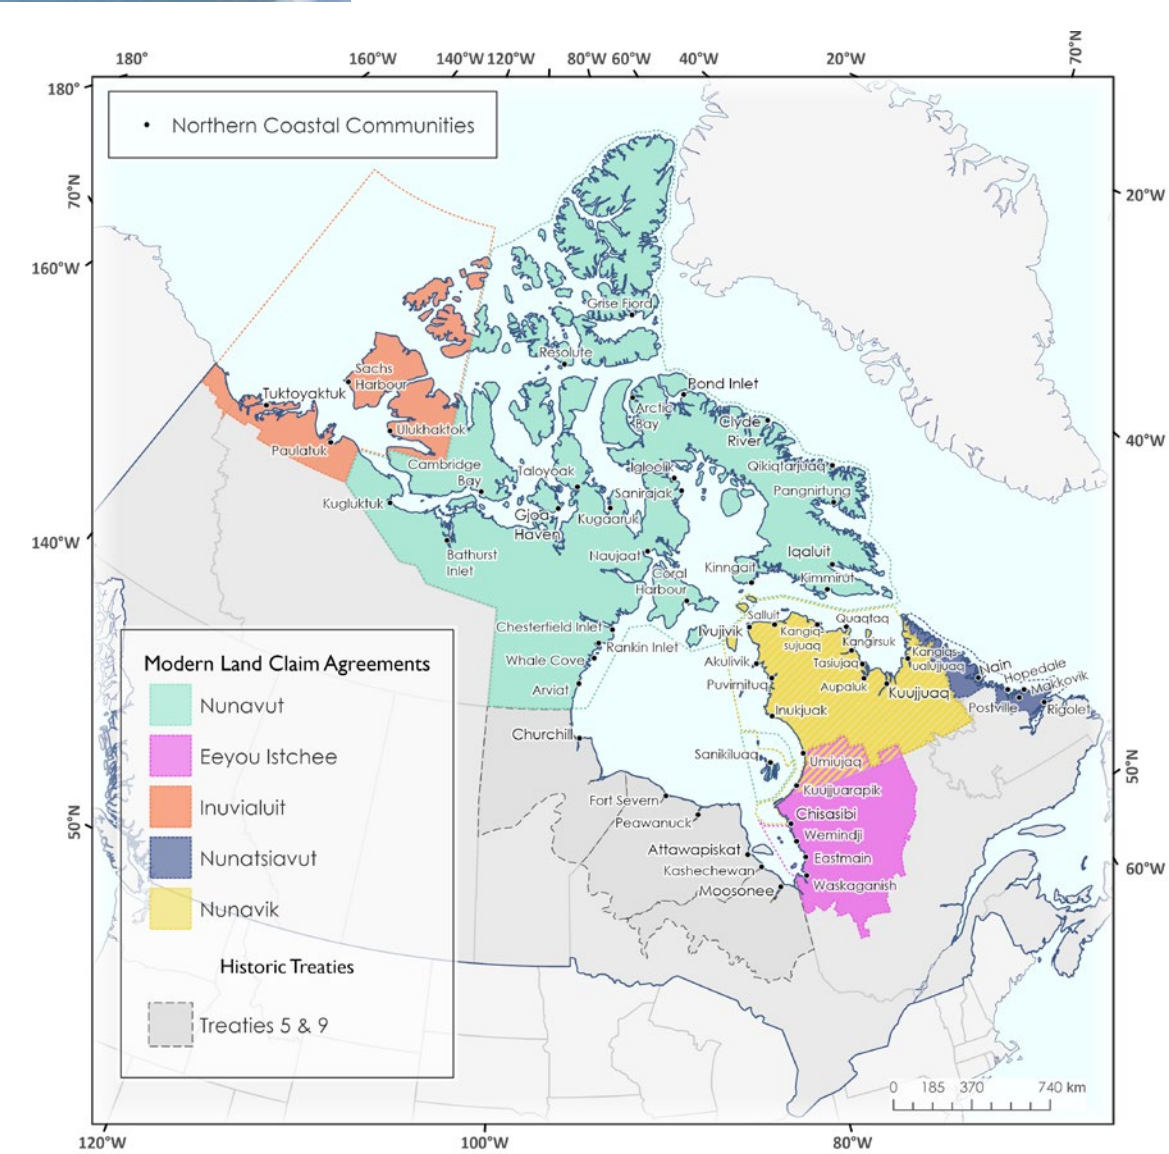 180°
160°W
140°W
120°W
80°W
60°W
40°W
20°W
70°N
180°
70°N
160°W
140°W
50°N
20°W
40°W
50°N
60°W
120°W
100°W
80°W
Northern Coastal Communities
Grise Fiord
Resolute
Sachs
Harbour
Tuktoyaktuk
Ulukhaktok
Paulatuk
Pond Inlet
Arctic
Bay
Clyde
River
Cambridge
Bay
Taloyoak
Igloolik
Qikiqtarjuaq
Sanirajak
Pangnirtung
Kugluktuk
Gjoa
Haven
Kugaaruk
Bathurst
Inlet
Naujaat
Iqaluit
Coral
Harbour
Kinngait
Kimmirut
Chesterfield Inlet
Rankin Inlet
Whale Cove
Arviat
Ivujivik
Salluit
Kangiq-
sujuaq
Quaqtaq
Kangirsuk
Akulivik
Tasiujaq
Kangiqs-
ualujjuaq
Puvirnituq
Aupaluk
Kuujjuaq
Nain
Hopedale
Makkovik
Postville
Rigolet
Inukjuak
Churchill
Sanikiluaq
Umiujaq
Kuujjuarapik
Fort Severn
Peawanuck
Chisasibi
Wemindji
Attawapiskat
Eastmain
Kashechewan
Waskaganish
Moosonee
Modern Land Claim Agreements
Nunavut
Eeyou Istchee
Inuvialuit
Nunatsiavut
Nunavik
Historic Treaties
Treaties 5 & 9
0 185 370 740 km